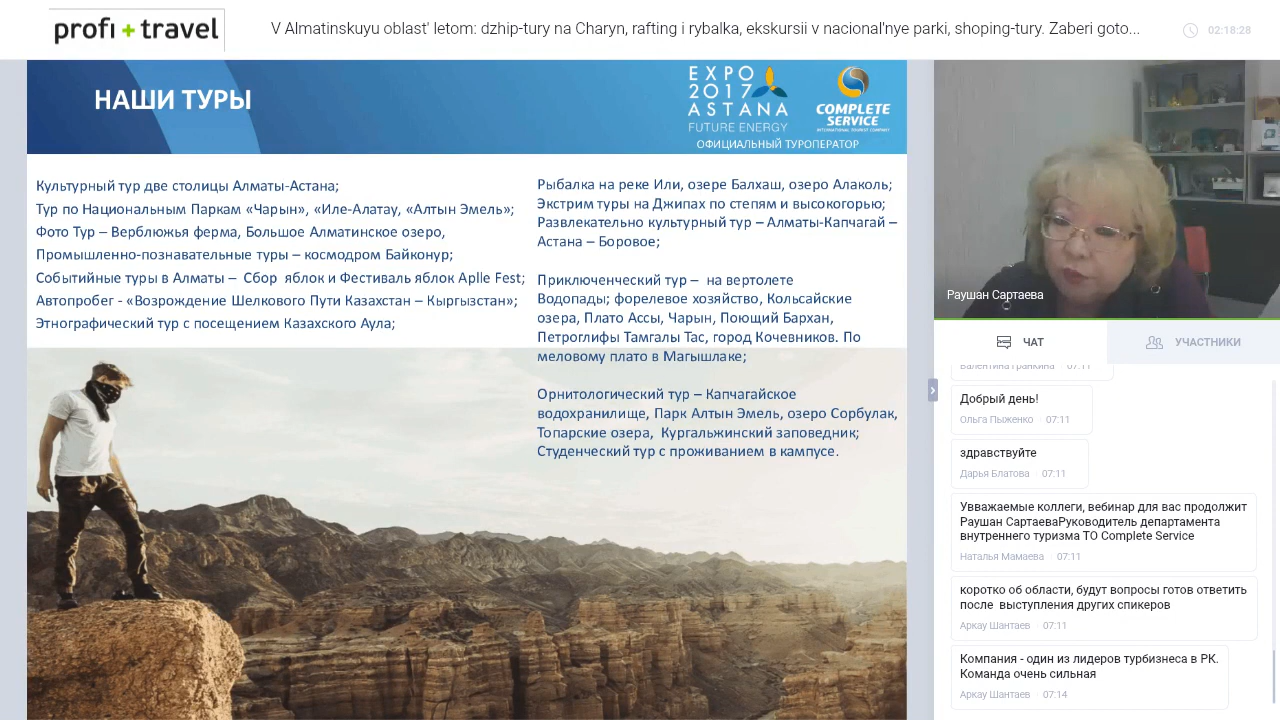 profi + travel
V Almatinskuyu oblast' letom: dzhip-tury na Charyn, rafting i rybalka, ekskursii v nacional'nye parki, shoping-tury. Zaberi goto...
02:18:28
НАШИ ТУРЫ
EXPO
2017
ASTANA
FUTURE ENERGY
COMPLETE
SERVICE
INTERNATIONAL TOURIST COMPANY
ОФИЦИАЛЬНЫЙ ТУРОПЕРАТОР
Культурный тур две столицы Алматы-Астана;
Тур по Национальным Паркам «Чарын», «Иле-Алатау, «Алтын Эмель»;
Фото Тур – Верблюжья ферма, Большое Алматинское озеро,
Промышленно-познавательные туры – космодром Байконур;
Событийные туры в Алматы – Сбор яблок и Фестиваль яблок Aplle Fest;
Автопробег - «Возрождение Шелкового Пути Казахстан – Кыргызстан»;
Этнографический тур с посещением Казахского Аула;
Рыбалка на реке Или, озере Балхаш, озеро Алаколь;
Экстрим туры на Джипах по степям и высокогорью;
Развлекательно культурный тур – Алматы-Капчагай –
Астана – Боровое;
Приключенческий тур – на вертолете
Водопады; форелевое хозяйство, Кольсайские
озера, Плато Ассы, Чарын, Поющий Бархан,
Петроглифы Тамгалы Тас, город Кочевников. По
меловому плато в Магышлаке;
Орнитологический тур – Капчагайское
водохранилище, Парк Алтын Эмель, озеро Сорбулак,
Топарские озера, Кургальжинский заповедник;
Студенческий тур с проживанием в кампусе.
Раушан Сартаева
ЧАТ
УЧАСТНИКИ
Валентина Гранкина · 07:11
Добрый день!
Ольга Пыженко · 07:11
здравствуйте
Дарья Блатова · 07:11
Увважаемые коллеги, вебинар для вас продолжит
Раушан СартаеваРуководитель департамента
внутреннего туризма ТО Complete Service
Наталья Мамаева · 07:11
коротко об области, будут вопросы готов ответить
после выступления других спикеров
Аркау Шантаев · 07:11
Компания - один из лидеров турбизнеса в РК.
Команда очень сильная
Аркау Шантаев · 07:14